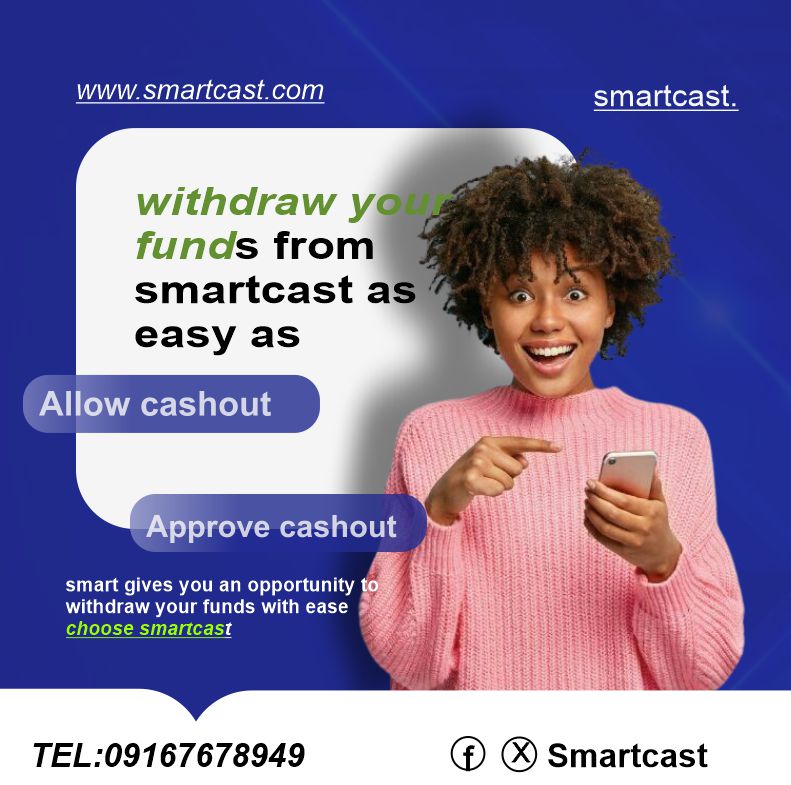 www.smartcast.com
smartcast.
withdraw your
funds from
smartcast as
easy as
Allow cashout
Approve cashout
smart gives you an opportunity to
withdraw your funds with ease
choose smartcast
TEL:09167678949
f X Smartcast